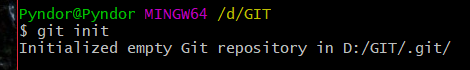 Pyndor@Pyndor MINGW64 /d/GIT
$ git init
Initialized empty Git repository in D:/GIT/.git/